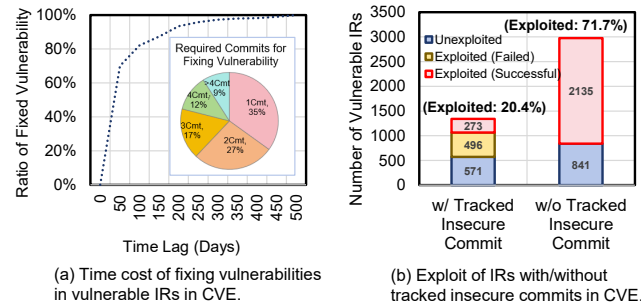 100%
80%
60%
40%
20%
0%
Ratio of Fixed Vulnerability
Required Commits for
Fixing Vulnerability
>4Cmt,
9%
4Cmt,
12%
3Cmt,
17%
2Cmt,
27%
1Cmt,
35%
0 50 100 150 200 250 300 350 400 450 500
Time Lag (Days)
(a) Time cost of fixing vulnerabilities
in vulnerable IRs in CVE.
3500
3000
2500
2000
1500
1000
500
0
Number of Vulnerable IRs
(Exploited: 71.7%)
Unexploited
Exploited (Failed)
Exploited (Successful)
(Exploited: 20.4%)
273
496
571
2135
841
w/ Tracked
Insecure
Commit
w/o Tracked
Insecure
Commit
(b) Exploit of IRs with/without
tracked insecure commits in CVE.